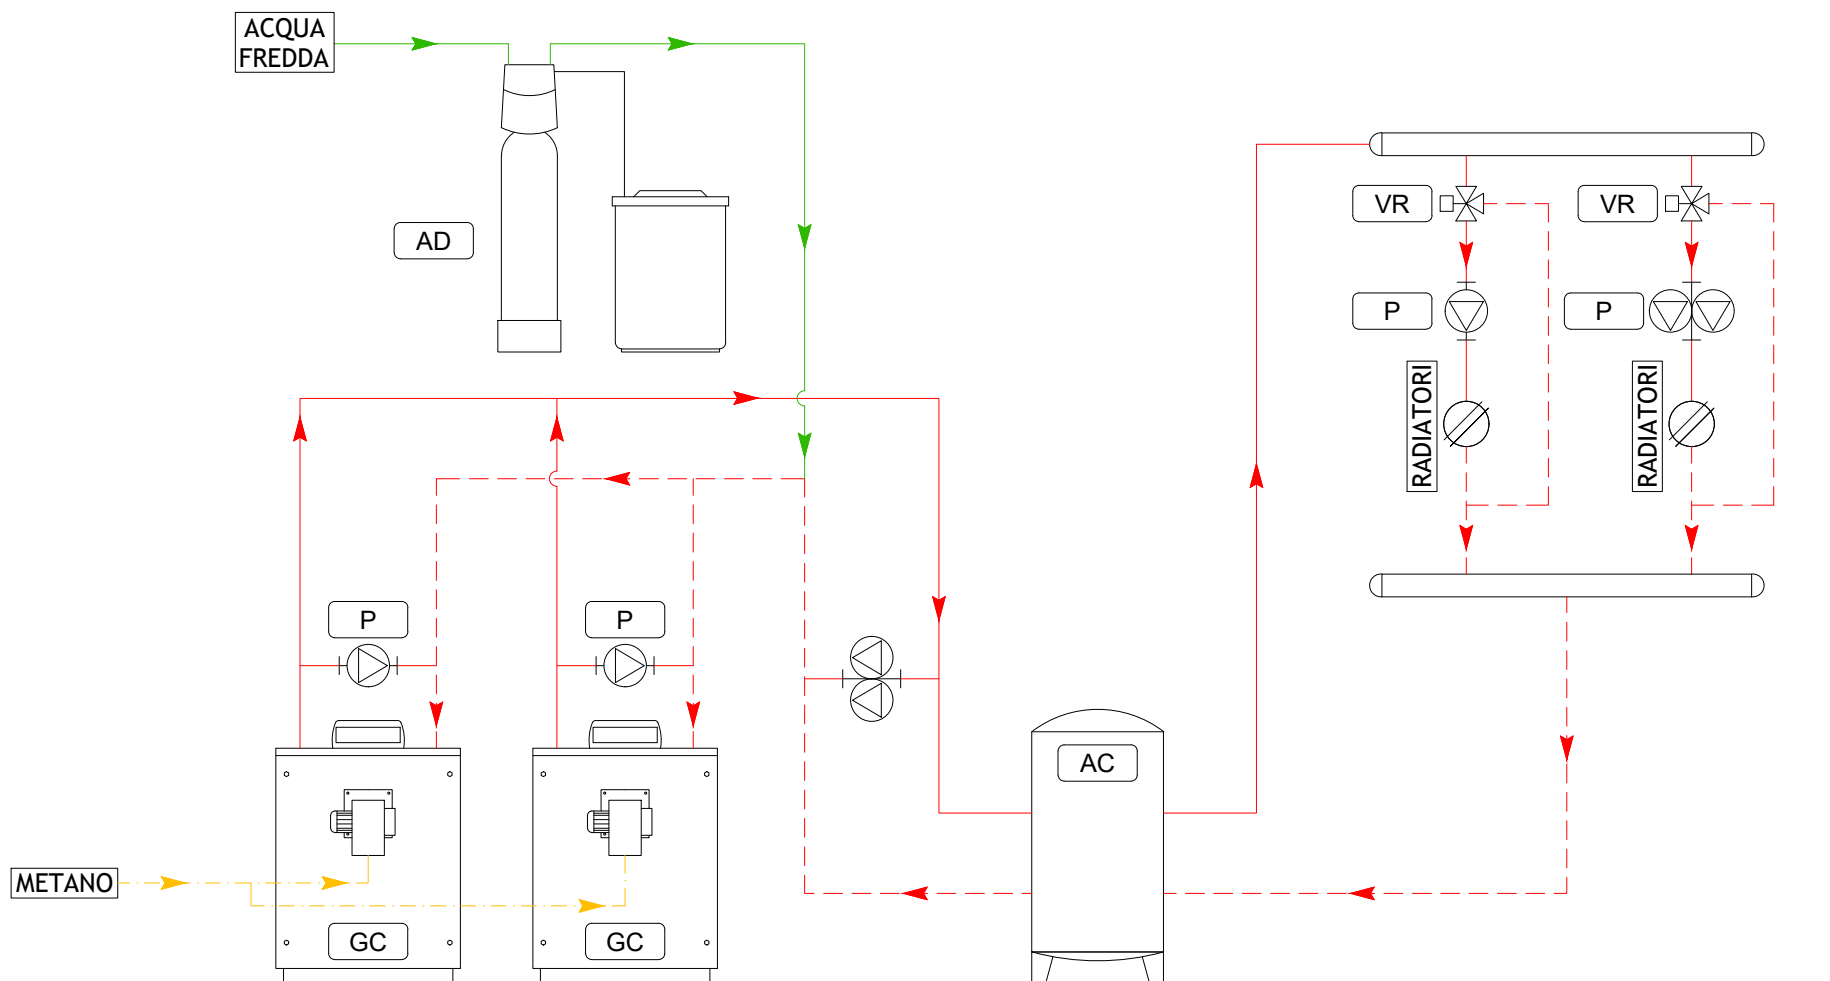 ACQUA
FREDDA
AD
VR
VR
P
P
RADIATORI
RADIATORI
P
P
AC
METANO
GC
GC